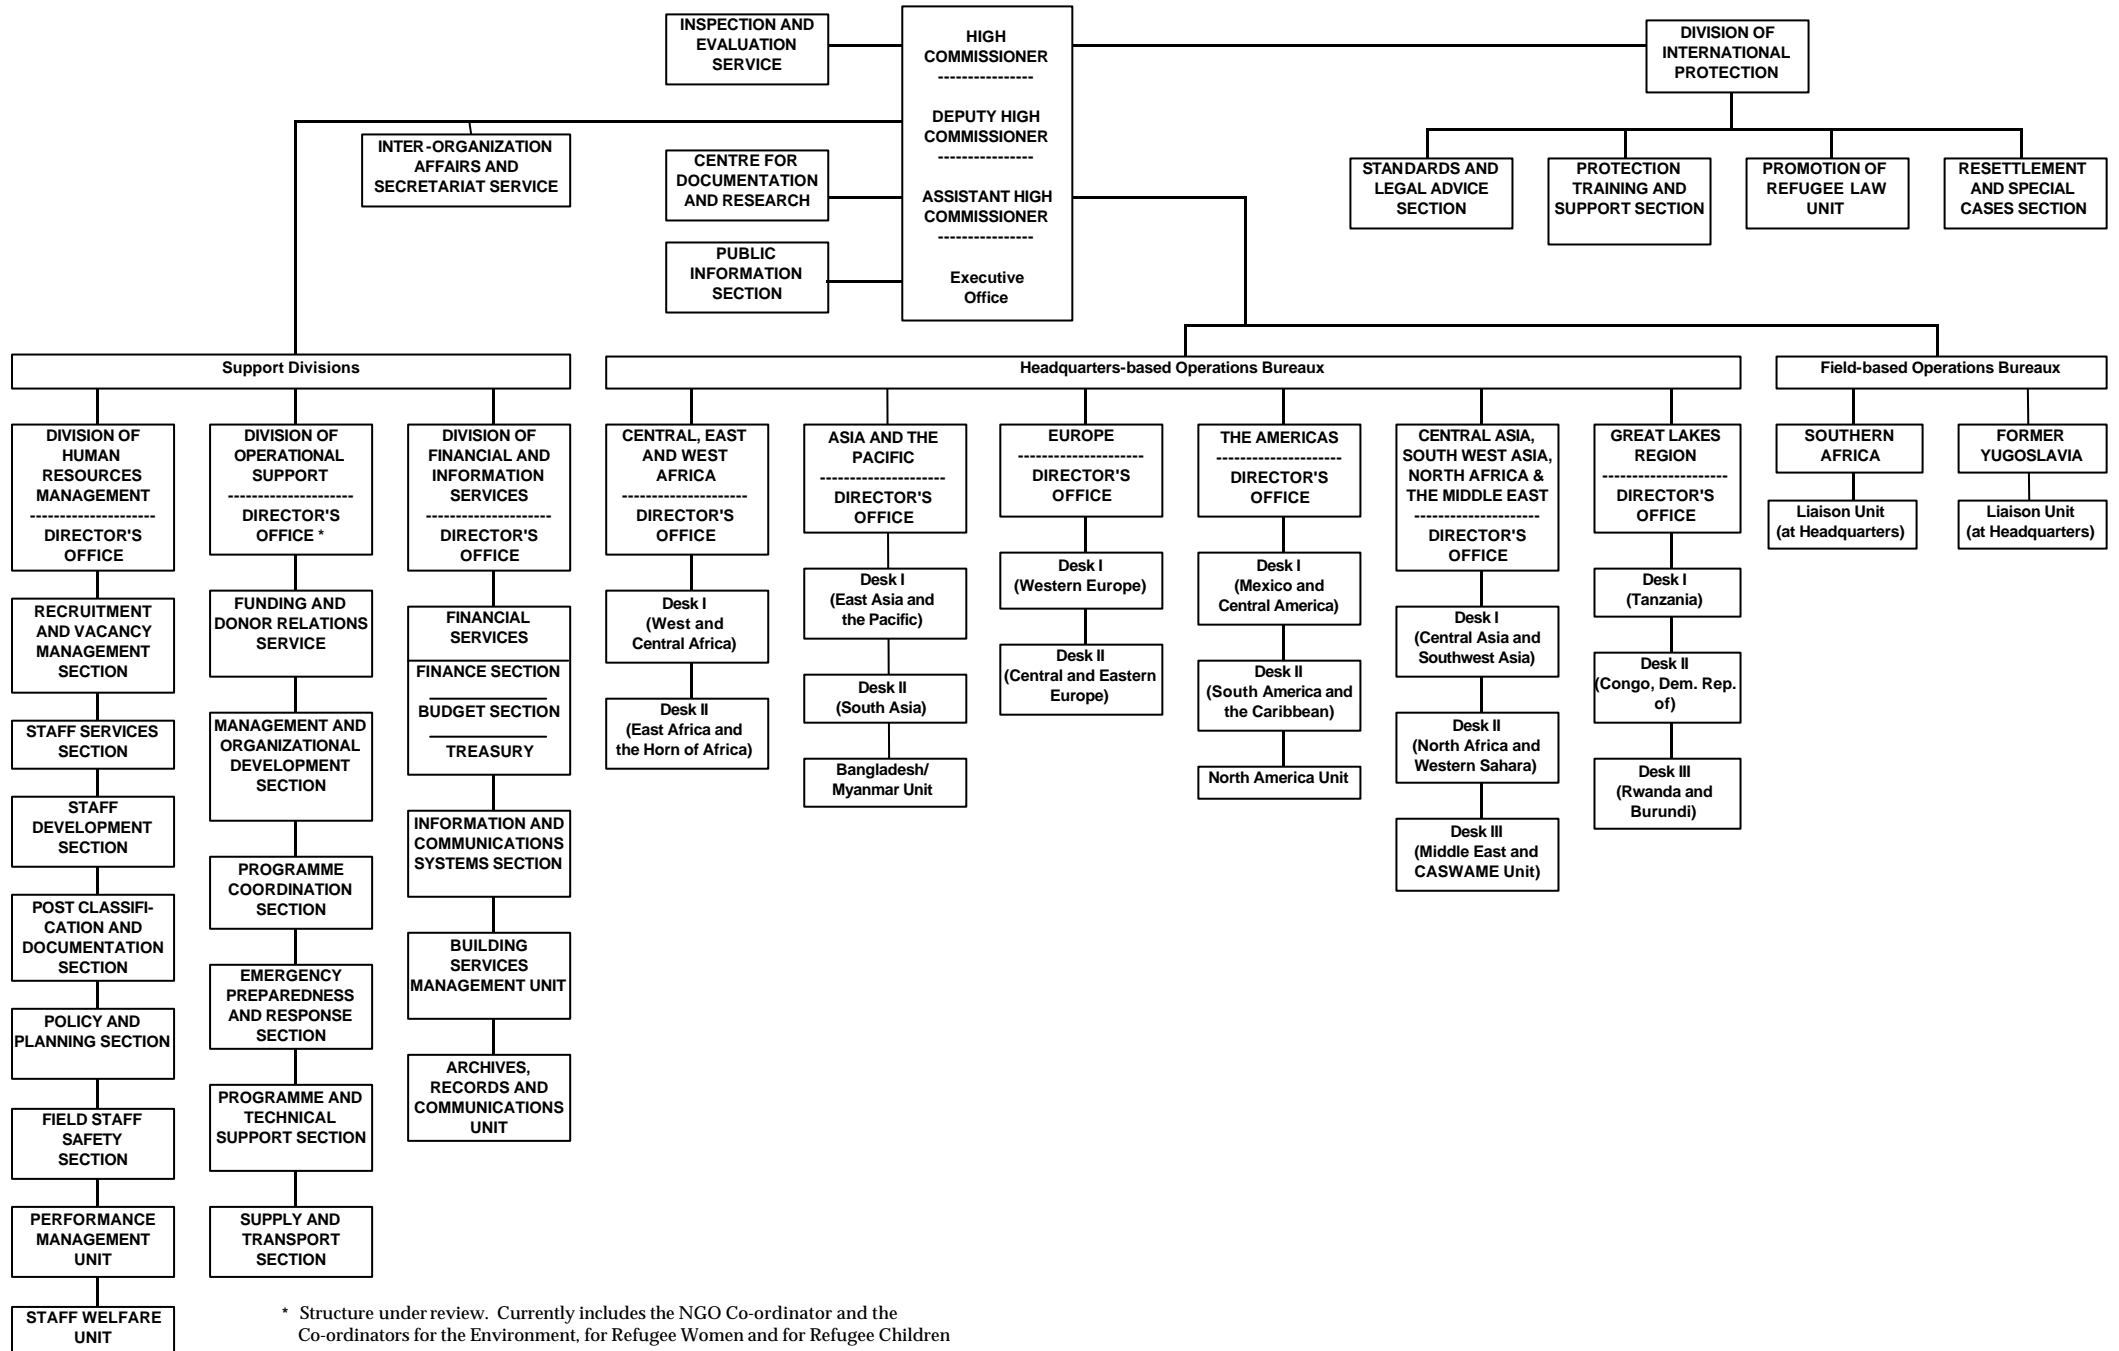 INSPECTION AND
EVALUATION
SERVICE
HIGH
COMMISSIONER
----------------
DEPUTY HIGH
COMMISSIONER
----------------
ASSISTANT HIGH
COMMISSIONER
----------------
Executive
Office
DIVISION OF
INTERNATIONAL
PROTECTION
INTER-ORGANIZATION
AFFAIRS AND
SECRETARIAT SERVICE
CENTRE FOR
DOCUMENTATION
AND RESEARCH
PUBLIC
INFORMATION
SECTION
STANDARDS AND
LEGAL ADVICE
SECTION
PROTECTION
TRAINING AND
SUPPORT SECTION
PROMOTION OF
REFUGEE LAW
UNIT
RESETTLEMENT
AND SPECIAL
CASES SECTION
Support Divisions
Headquarters-based Operations Bureaux
Field-based Operations Bureaux
DIVISION OF
HUMAN
RESOURCES
MANAGEMENT
---------------------
DIRECTOR'S
OFFICE
RECRUITMENT
AND VACANCY
MANAGEMENT
SECTION
STAFF SERVICES
SECTION
STAFF
DEVELOPMENT
SECTION
POST CLASSIFI-
CATION AND
DOCUMENTATION
SECTION
POLICY AND
PLANNING SECTION
FIELD STAFF
SAFETY
SECTION
PERFORMANCE
MANAGEMENT
UNIT
STAFF WELFARE
UNIT
DIVISION OF
OPERATIONAL
SUPPORT
---------------------
DIRECTOR'S
OFFICE *
FUNDING AND
DONOR RELATIONS
SERVICE
MANAGEMENT AND
ORGANIZATIONAL
DEVELOPMENT
SECTION
PROGRAMME
COORDINATION
SECTION
EMERGENCY
PREPAREDNESS
AND RESPONSE
SECTION
PROGRAMME AND
TECHNICAL
SUPPORT SECTION
SUPPLY AND
TRANSPORT
SECTION
DIVISION OF
FINANCIAL AND
INFORMATION
SERVICES
---------------------
DIRECTOR'S
OFFICE
FINANCIAL
SERVICES
FINANCE SECTION
BUDGET SECTION
TREASURY
INFORMATION AND
COMMUNICATIONS
SYSTEMS SECTION
BUILDING
SERVICES
MANAGEMENT UNIT
ARCHIVES,
RECORDS AND
COMMUNICATIONS
UNIT
CENTRAL, EAST
AND WEST
AFRICA
---------------------
DIRECTOR'S
OFFICE
Desk I
(West and
Central Africa)
Desk II
(East Africa and
the Horn of Africa)
ASIA AND THE
PACIFIC
---------------------
DIRECTOR'S
OFFICE
Desk I
(East Asia and
the Pacific)
Desk II
(South Asia)
Bangladesh/
Myanmar Unit
EUROPE
---------------------
DIRECTOR'S
OFFICE
Desk I
(Western Europe)
Desk II
(Central and Eastern
Europe)
THE AMERICAS
---------------------
DIRECTOR'S
OFFICE
Desk I
(Mexico and
Central America)
Desk II
(South America and
the Caribbean)
North America Unit
CENTRAL ASIA,
SOUTH WEST ASIA,
NORTH AFRICA &
THE MIDDLE EAST
---------------------
DIRECTOR'S
OFFICE
Desk I
(Central Asia and
Southwest Asia)
Desk II
(North Africa and
Western Sahara)
Desk III
(Middle East and
CASWAME Unit)
GREAT LAKES
REGION
---------------------
DIRECTOR'S
OFFICE
Desk I
(Tanzania)
Desk II
(Congo, Dem. Rep.
of)
Desk III
(Rwanda and
Burundi)
SOUTHERN
AFRICA
Liaison Unit
(at Headquarters)
FORMER
YUGOSLAVIA
Liaison Unit
(at Headquarters)
* Structure under review. Currently includes the NGO Co-ordinator and the
Co-ordinators for the Environment, for Refugee Women and for Refugee Children